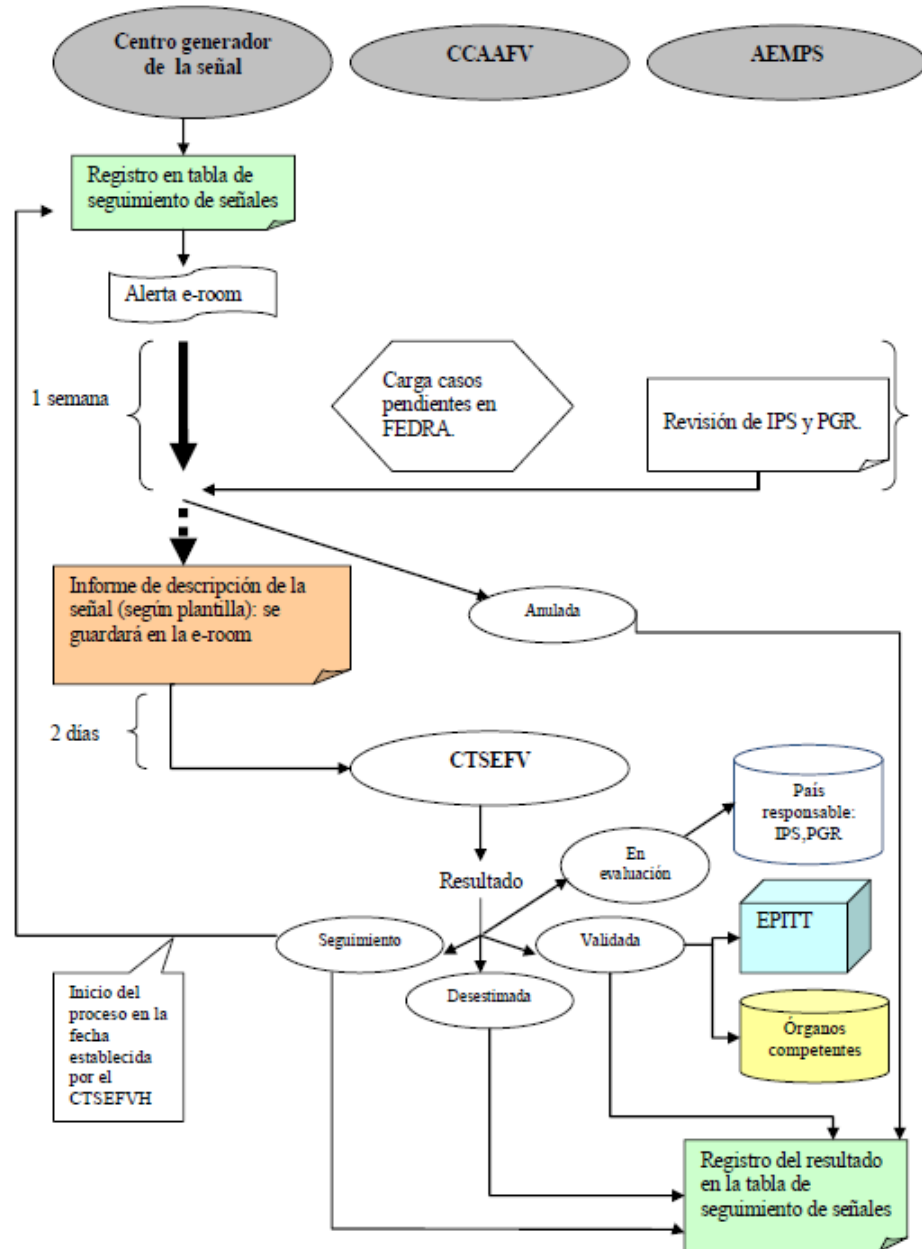 Centro generador
de la señal
CCAAFV
AEMPS
Registro en tabla de
seguimiento de señales
Alerta e-room
1 semana
Carga casos
pendientes en
FEDRA.
Revisión de IPS y PGR.
Informe de descripción de la
señal (según plantilla): se
guardará en la e-room
Anulada
2 días
CTSEFV
País
responsable:
IPS,PGR
En
evaluación
Resultado
EPITT
Seguimiento
Validada
Desestimada
Inicio del
proceso en la
fecha
establecida
por el
CTSEFVH
Órganos
competentes
Registro del resultado
en la tabla de
seguimiento de señales